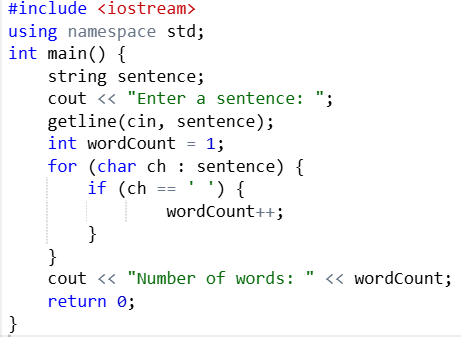 #include <iostream>
using namespace std;
int main() {
    string sentence;
    cout << "Enter a sentence: ";
    getline(cin, sentence);
    int wordCount = 1;
    for (char ch : sentence) {
        if (ch == ' ') {
                wordCount++;
        }
    }
    cout << "Number of words: " << wordCount;
    return 0;
}